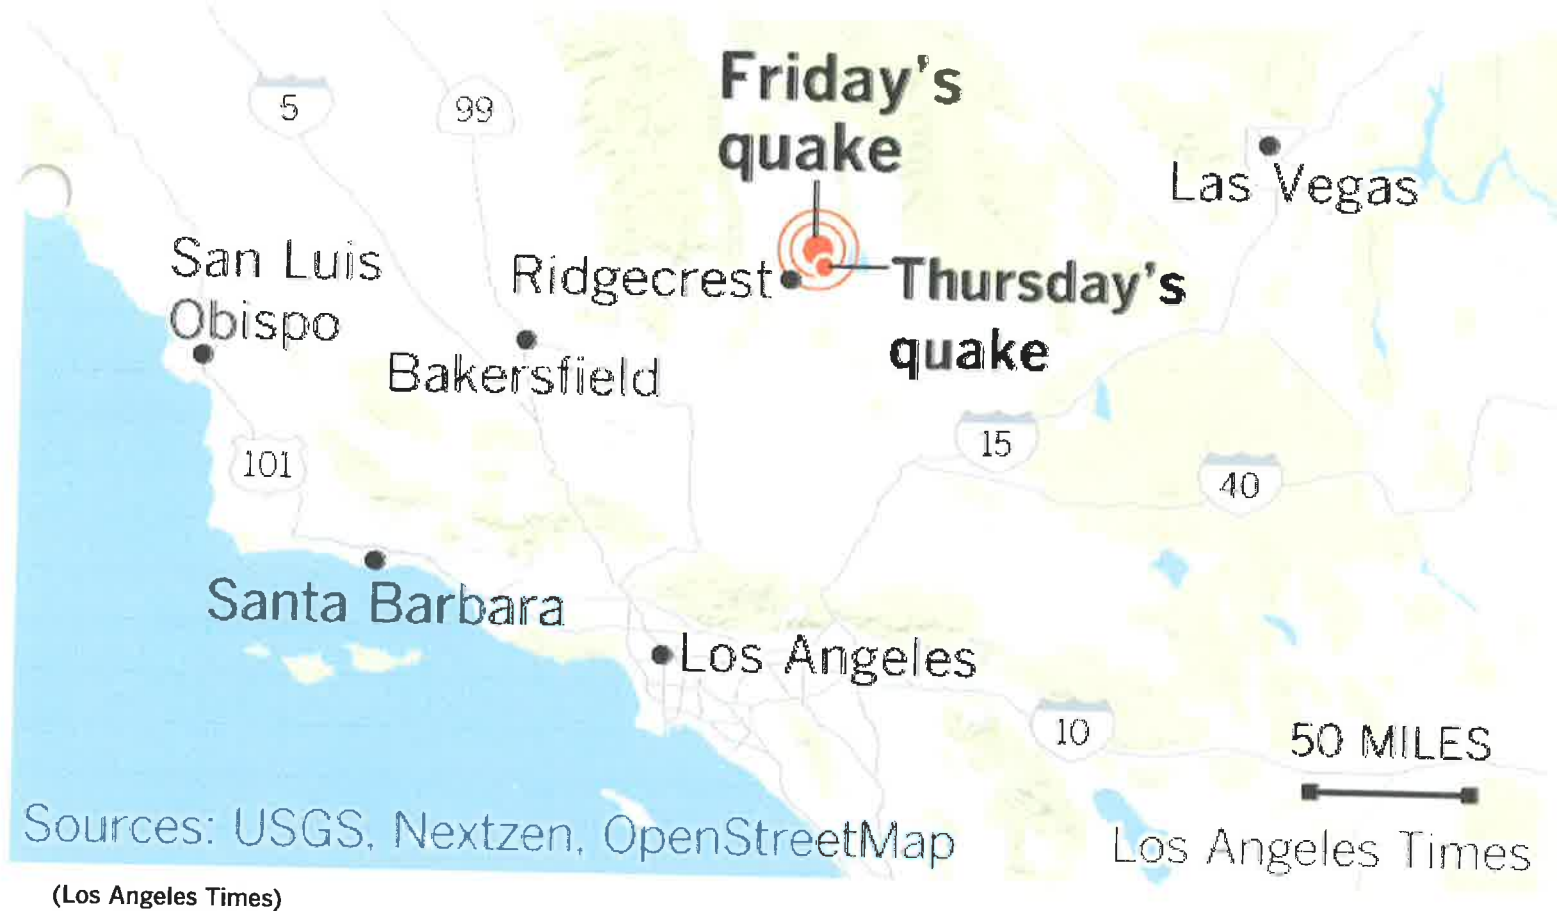 Friday's
quake
5
99
Las Vegas
San Luis
Obispo
Ridgecrest
Thursday's
quake
Bakersfield
15
101
40
Santa Barbara
Los Angeles
10
50 MILES
Sources: USGS, Nextzen, OpenStreetMap
Los Angeles Times
(Los Angeles Times)